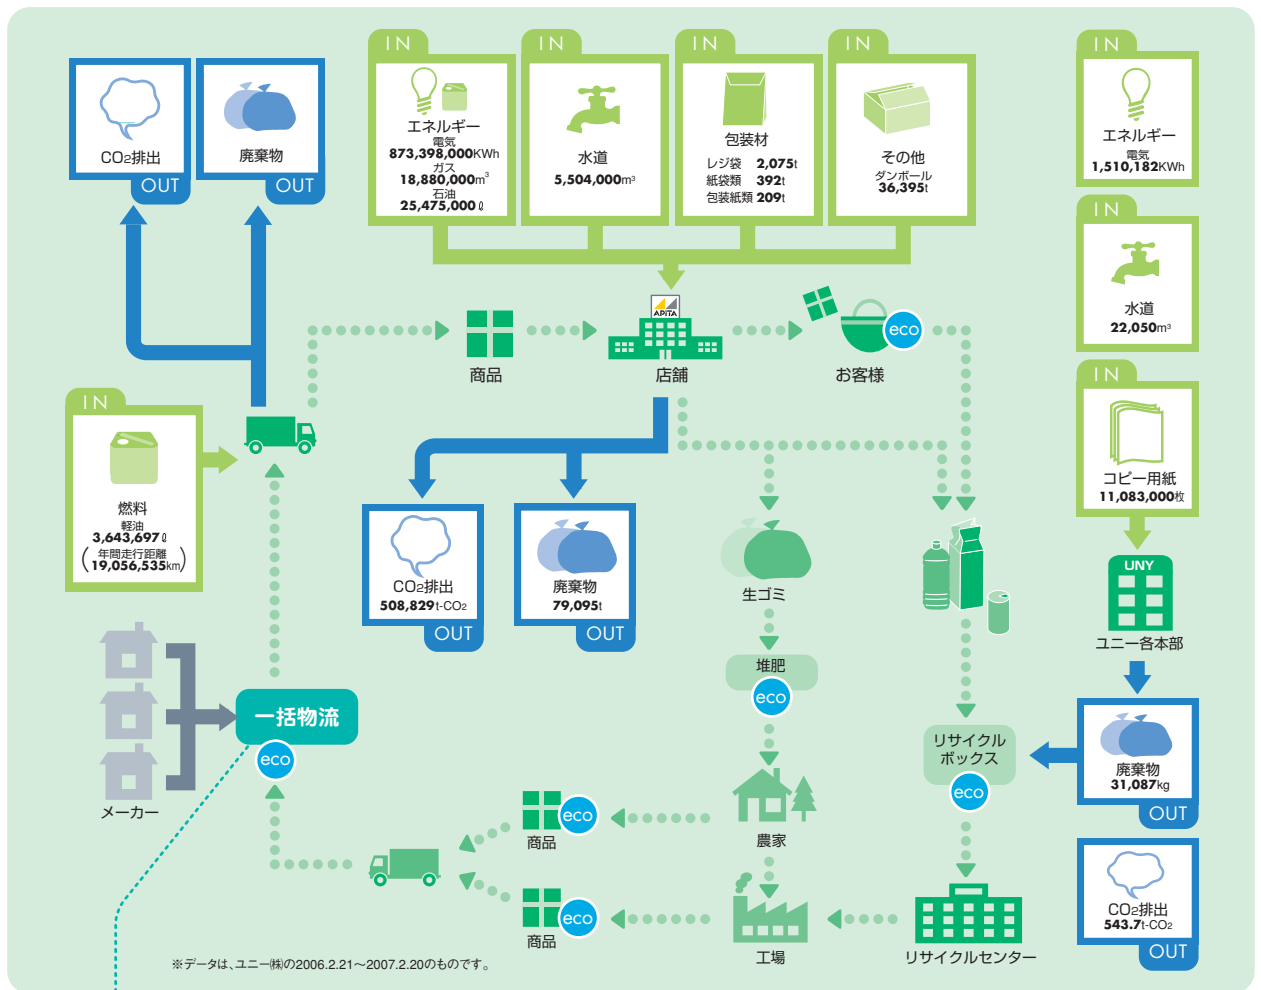 CO2排出
OUT
廃棄物
OUT
IN
エネルギー
電気
873,398,000KWh
ガス
18,880,000m³
石油
25,475,000ℓ
IN
水道
5,504,000m³
IN
包装材
レジ袋 2,075t
紙袋類 392t
包装紙類 209t
IN
その他
ダンボール
36,395t
IN
エネルギー
電気
1,510,182KWh
IN
水道
22,050m³
IN
コピー用紙
11,083,000枚
UNY
ユニー各本部
廃棄物
31,087kg
OUT
CO2排出
543.7t-CO2
OUT
商品
APiTA
店舗
eco
お客様
IN
燃料
軽油
3,643,697ℓ
(年間走行距離
19,056,535km)
CO2排出
508,829t-CO2
OUT
廃棄物
79,095t
OUT
生ゴミ
堆肥
eco
リサイクル
ボックス
eco
一括物流
eco
メーカー
農家
商品
eco
商品
eco
工場
リサイクルセンター
※データは、ユニー㈱の2006.2.21～2007.2.20のものです。